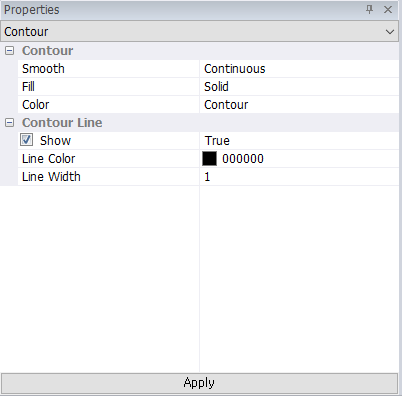 Properties
Contour
Contour
Smooth Continuous
Fill Solid
Color Contour
Contour Line
Show True
Line Color 000000
Line Width 1
Apply